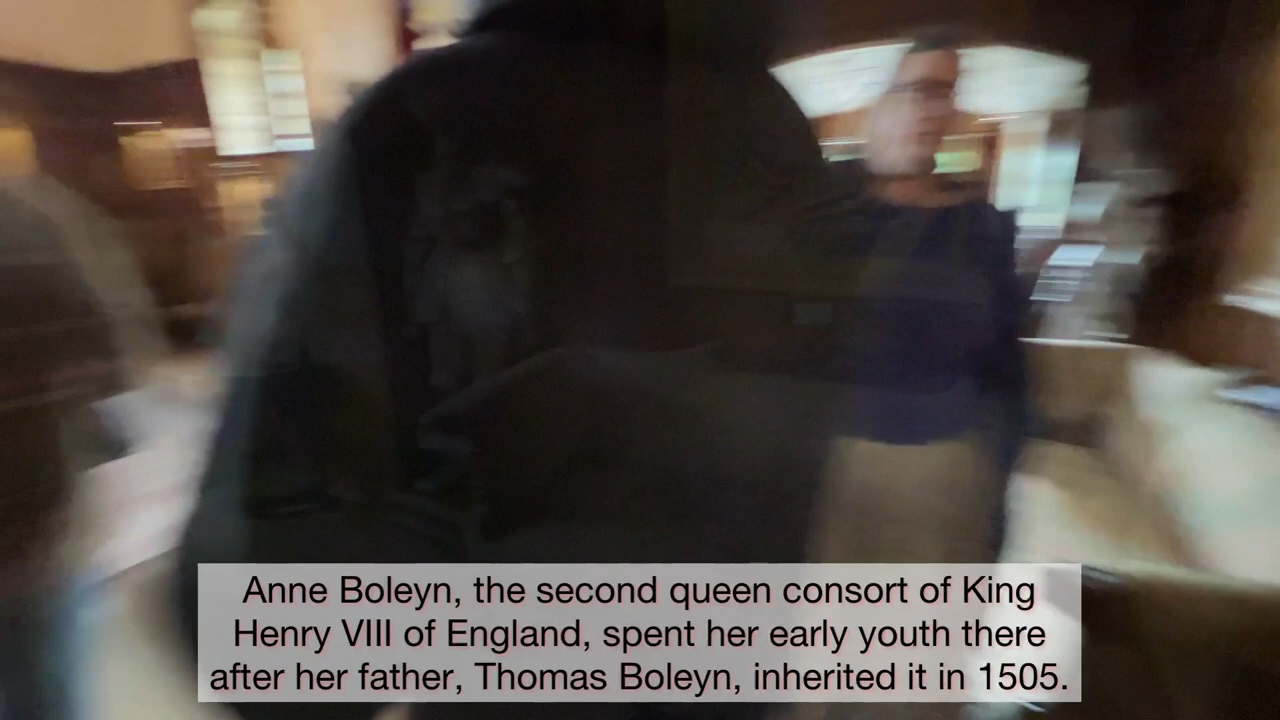 Anne Boleyn, the second queen consort of King
Henry VIII of England, spent her early youth there
after her father, Thomas Boleyn, inherited it in 1505.